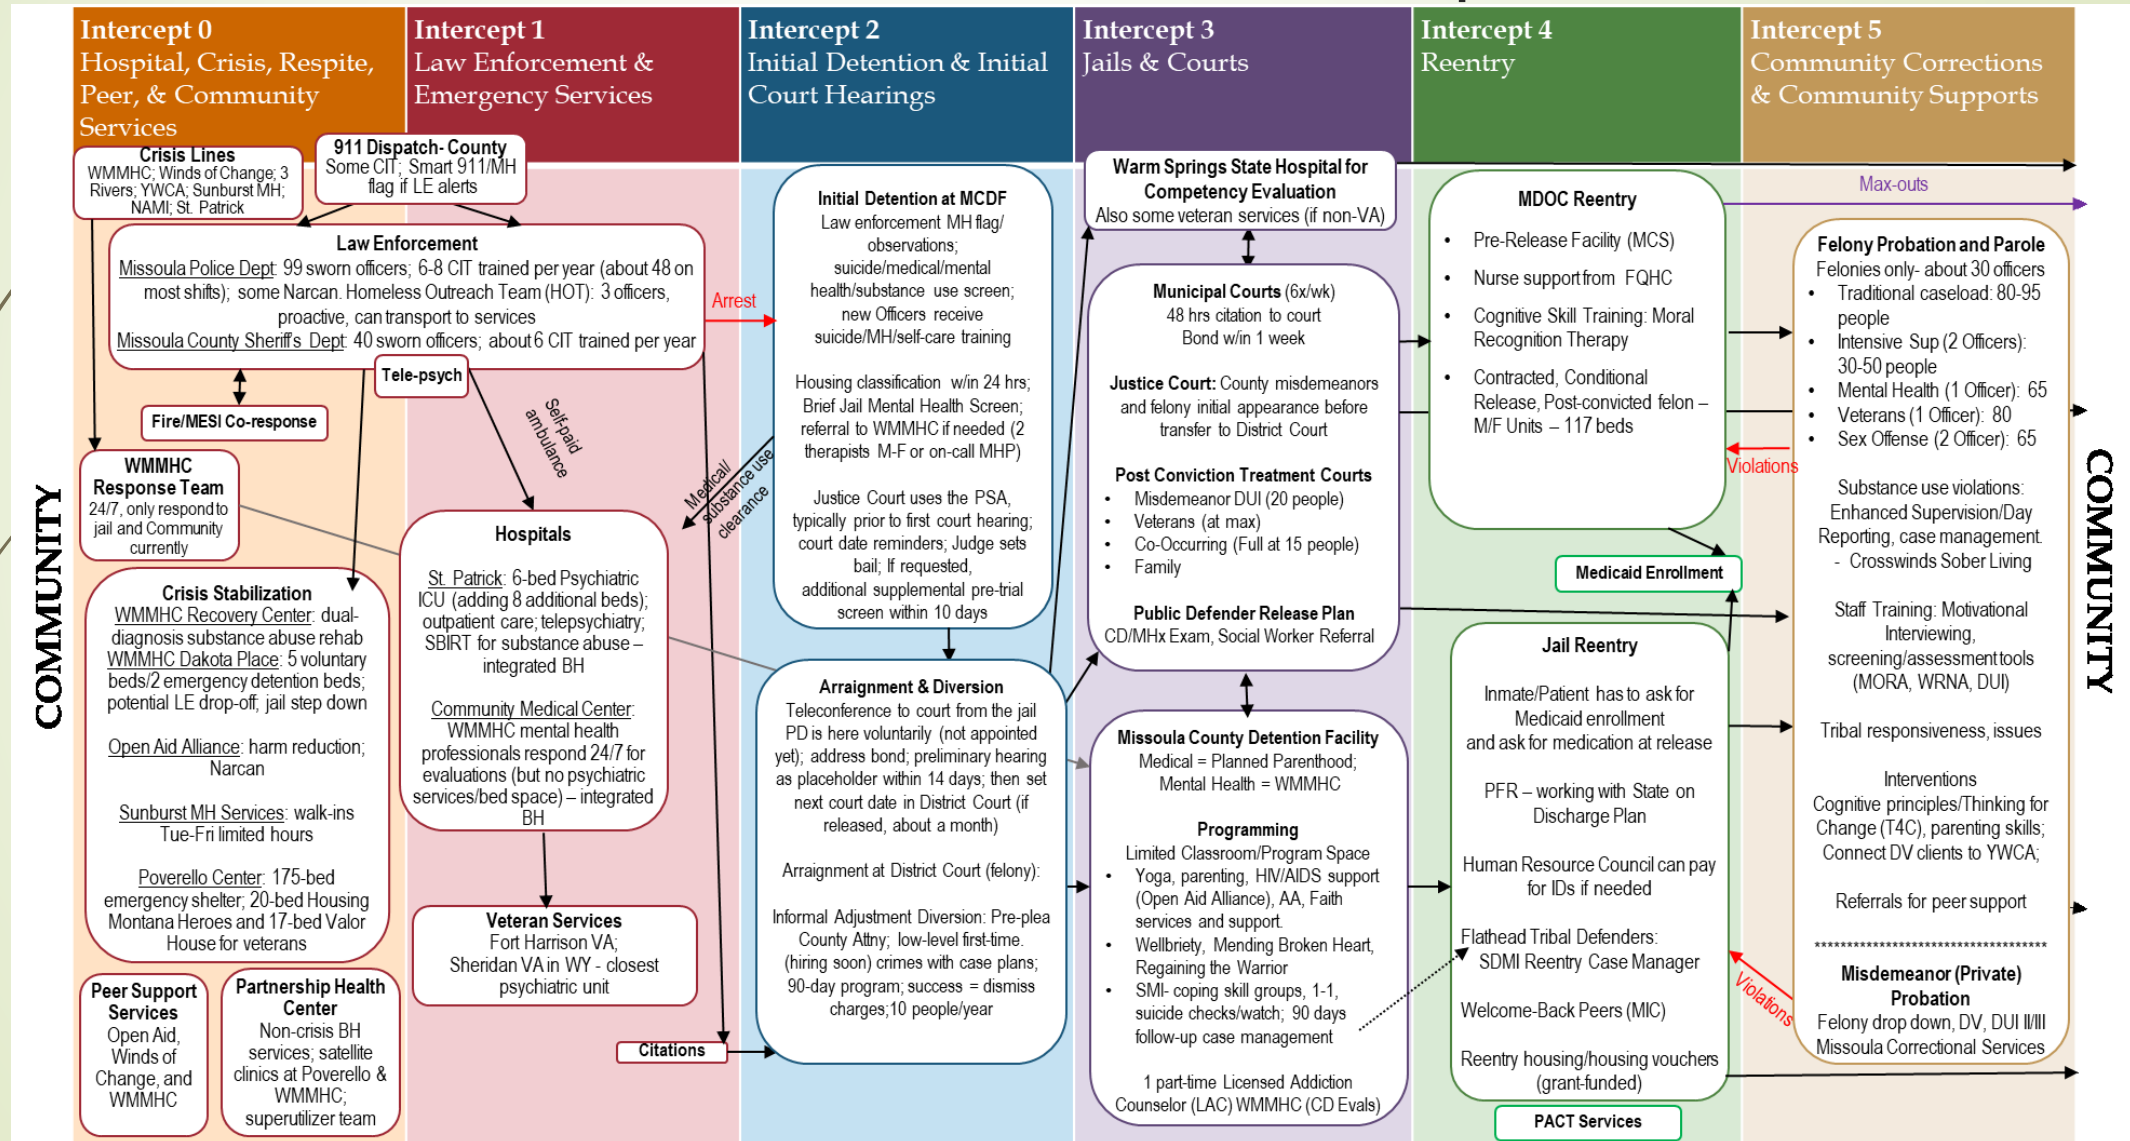 Intercept 0
Hospital, Crisis, Respite,
Peer, & Community
Services
Intercept 1
Law Enforcement &
Emergency Services
Intercept 2
Initial Detention & Initial
Court Hearings
Intercept 3
Jails & Courts
Intercept 4
Reentry
Intercept 5
Community Corrections
& Community Supports
COMMUNITY
Crisis Lines
WMMHC; Winds of Change; 3
Rivers; YWCA; Sunburst MH;
NAMI; St. Patrick
911 Dispatch- County
Some CIT; Smart 911/MH
flag if LE alerts
Law Enforcement
Missoula Police Dept: 99 sworn officers; 6-8 CIT trained per year (about 48 on
most shifts); some Narcan. Homeless Outreach Team (HOT): 3 officers,
proactive, can transport to services
Missoula County Sheriff's Dept: 40 sworn officers; about 6 CIT trained per year
Tele-psych
Fire/MESI Co-response
WMMHC
Response Team
24/7, only respond to
jail and Community
currently
Crisis Stabilization
WMMHC Recovery Center: dual-
diagnosis substance abuse rehab
WMMHC Dakota Place: 5 voluntary
beds/2 emergency detention beds;
potential LE drop-off; jail step down
Open Aid Alliance: harm reduction;
Narcan
Sunburst MH Services: walk-ins
Tue-Fri limited hours
Poverello Center: 175-bed
emergency shelter; 20-bed Housing
Montana Heroes and 17-bed Valor
House for veterans
Peer Support
Services
Open Aid,
Winds of
Change, and
WMMHC
Partnership Health
Center
Non-crisis BH
services; satellite
clinics at Poverello &
WMMHC;
superutilizer team
Arrest
Self-paid
ambulance
Medical/
substance use
clearance
Hospitals
St. Patrick: 6-bed Psychiatric
ICU (adding 8 additional beds);
outpatient care; telepsychiatry;
SBIRT for substance abuse –
integrated BH
Community Medical Center:
WMMHC mental health
professionals respond 24/7 for
evaluations (but no psychiatric
services/bed space) – integrated
BH
Veteran Services
Fort Harrison VA;
Sheridan VA in WY - closest
psychiatric unit
Citations
Initial Detention at MCDF
Law enforcement MH flag/
observations;
suicide/medical/mental
health/substance use screen;
new Officers receive
suicide/MH/self-care training
Housing classification w/in 24 hrs;
Brief Jail Mental Health Screen;
referral to WMMHC if needed (2
therapists M-F or on-call MHP)
Justice Court uses the PSA,
typically prior to first court hearing;
court date reminders; Judge sets
bail; If requested,
additional supplemental pre-trial
screen within 10 days
Arraignment & Diversion
Teleconference to court from the jail
PD is here voluntarily (not appointed
yet); address bond; preliminary hearing
as placeholder within 14 days; then set
next court date in District Court (if
released, about a month)
Arraignment at District Court (felony):
Informal Adjustment Diversion: Pre-plea
County Attny; low-level first-time.
(hiring soon) crimes with case plans;
90-day program; success = dismiss
charges;10 people/year
Warm Springs State Hospital for
Competency Evaluation
Also some veteran services (if non-VA)
Municipal Courts (6x/wk)
48 hrs citation to court
Bond w/in 1 week
Justice Court: County misdemeanors
and felony initial appearance before
transfer to District Court
Post Conviction Treatment Courts
• Misdemeanor DUI (20 people)
• Veterans (at max)
• Co-Occurring (Full at 15 people)
• Family
Public Defender Release Plan
CD/MHx Exam, Social Worker Referral
Missoula County Detention Facility
Medical = Planned Parenthood;
Mental Health = WMMHC
Programming
Limited Classroom/Program Space
• Yoga, parenting, HIV/AIDS support
(Open Aid Alliance), AA, Faith
services and support.
• Wellbriety, Mending Broken Heart,
Regaining the Warrior
• SMI- coping skill groups, 1-1,
suicide checks/watch; 90 days
follow-up case management
1 part-time Licensed Addiction
Counselor (LAC) WMMHC (CD Evals)
MDOC Reentry
• Pre-Release Facility (MCS)
• Nurse support from FQHC
• Cognitive Skill Training: Moral
Recognition Therapy
• Contracted, Conditional
Release, Post-convicted felon –
M/F Units – 117 beds
Medicaid Enrollment
Jail Reentry
Inmate/Patient has to ask for
Medicaid enrollment
and ask for medication at release
PFR – working with State on
Discharge Plan
Human Resource Council can pay
for IDs if needed
Flathead Tribal Defenders:
SDMI Reentry Case Manager
Welcome-Back Peers (MIC)
Reentry housing/housing vouchers
(grant-funded)
PACT Services
Max-outs
Violations
Violations
Felony Probation and Parole
Felonies only- about 30 officers
• Traditional caseload: 80-95
people
• Intensive Sup (2 Officers):
30-50 people
• Mental Health (1 Officer): 65
• Veterans (1 Officer): 80
• Sex Offense (2 Officer): 65
Substance use violations:
Enhanced Supervision/Day
Reporting, case management.
- Crosswinds Sober Living
Staff Training: Motivational
Interviewing,
screening/assessment tools
(MORA, WRNA, DUI)
Tribal responsiveness, issues
Interventions
Cognitive principles/Thinking for
Change (T4C), parenting skills;
Connect DV clients to YWCA;
Referrals for peer support
************************************
Misdemeanor (Private)
Probation
Felony drop down, DV, DUI II/III
Missoula Correctional Services
COMMUNITY